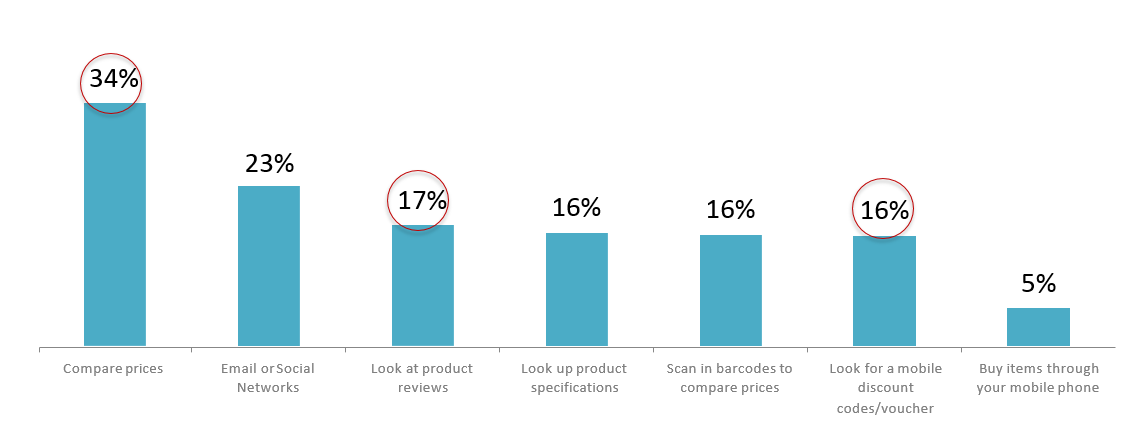 34%
23%
17%
16%
16%
16%
5%
Compare prices
Email or Social
Networks
Look at product
reviews
Look up product
specifications
Scan in barcodes to
compare prices
Look for a mobile
discount
codes/voucher
Buy items through
your mobile phone